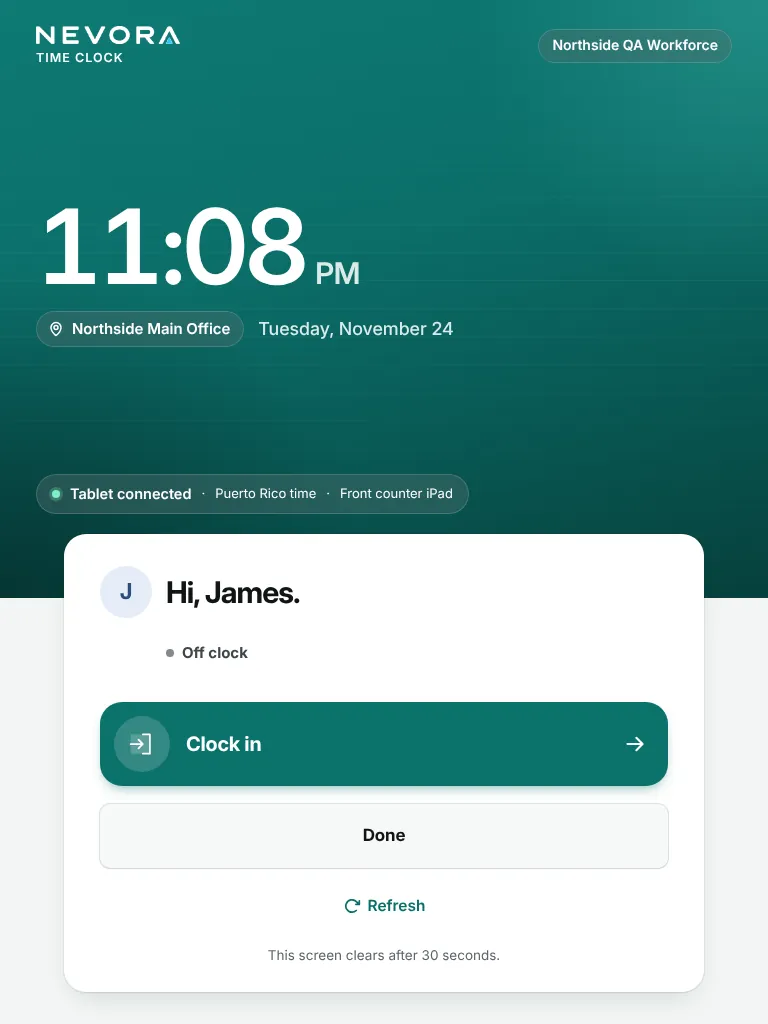 NEVORA
TIME CLOCK
Northside QA Workforce
11:08 PM
Northside Main Office
Tuesday, November 24
Tablet connected · Puerto Rico time · Front counter iPad
J
Hi, James.
Off clock
Clock in
Done
Refresh
This screen clears after 30 seconds.